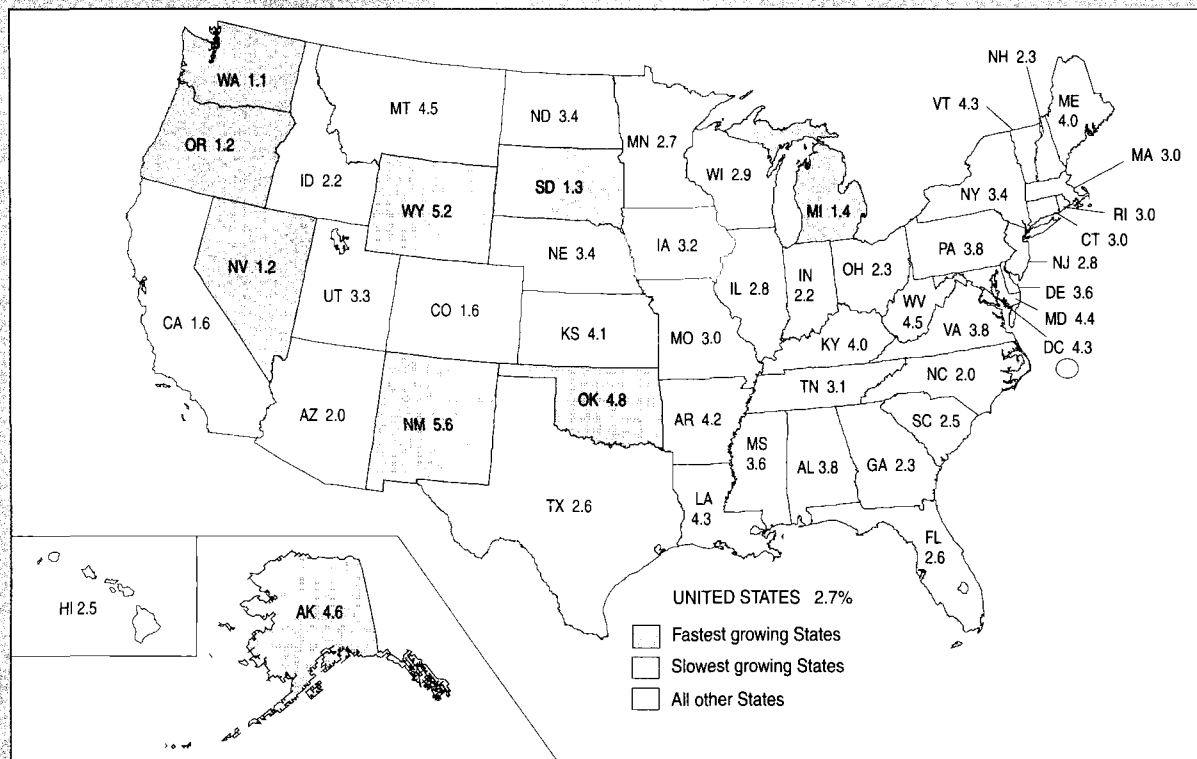 NH 2.3
VT 4.3
ME
4.0
WA 1.1
MT 4.5
ND 3.4
MN 2.7
MA 3.0
OR 1.2
ID 2.2
WY 5.2
SD 1.3
WI 2.9
MI 1.4
NY 3.4
RI 3.0
CT 3.0
NV 1.2
NE 3.4
IA 3.2
PA 3.8
NJ 2.8
UT 3.3
CO 1.6
IL 2.8
IN
2.2
OH 2.3
WV
4.5
DE 3.6
MD 4.4
CA 1.6
KS 4.1
MO 3.0
KY 4.0
VA 3.8
DC 4.3
AZ 2.0
NM 5.6
OK 4.8
AR 4.2
TN 3.1
NC 2.0
SC 2.5
MS
3.6
AL 3.8
GA 2.3
TX 2.6
LA
4.3
FL
2.6
HI 2.5
AK 4.6
UNITED STATES 2.7%
Fastest growing States
Slowest growing States
All other States